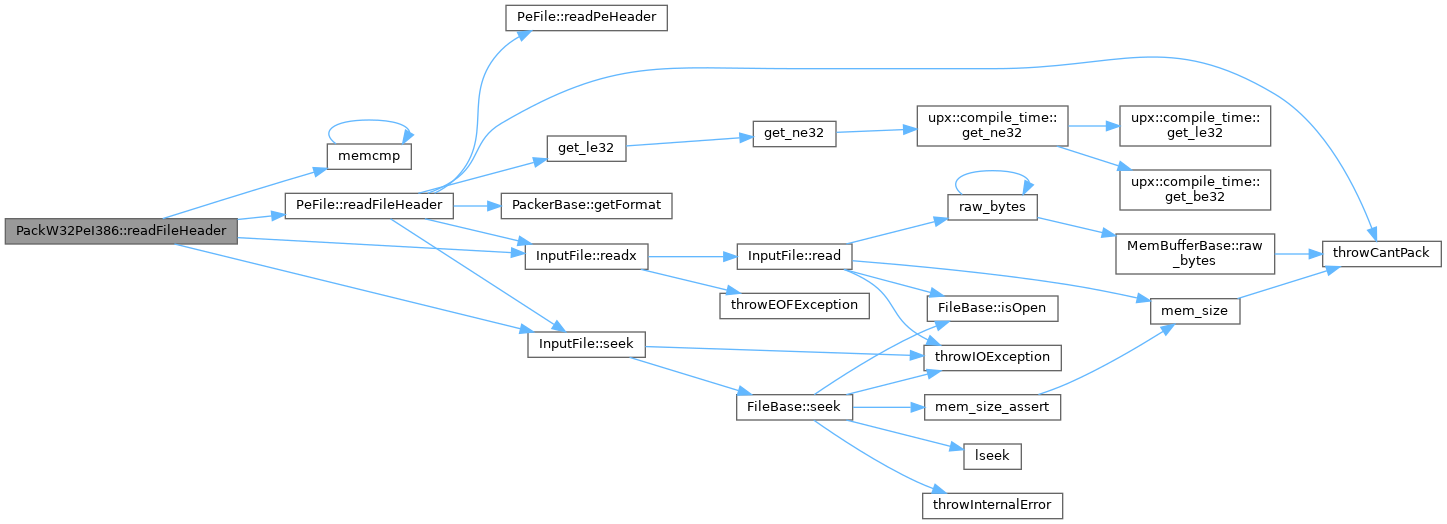 PeFile::readPeHeader
memcmp
get_le32
get_ne32
upx::compile_time::
get_ne32
upx::compile_time::
get_le32
upx::compile_time::
get_be32
PackW32PeI386::readFileHeader
PeFile::readFileHeader
PackerBase::getFormat
raw_bytes
InputFile::readx
InputFile::read
MemBufferBase::raw
_bytes
throwCantPack
throwEOFException
FileBase::isOpen
mem_size
InputFile::seek
throwIOException
FileBase::seek
mem_size_assert
lseek
throwInternalError